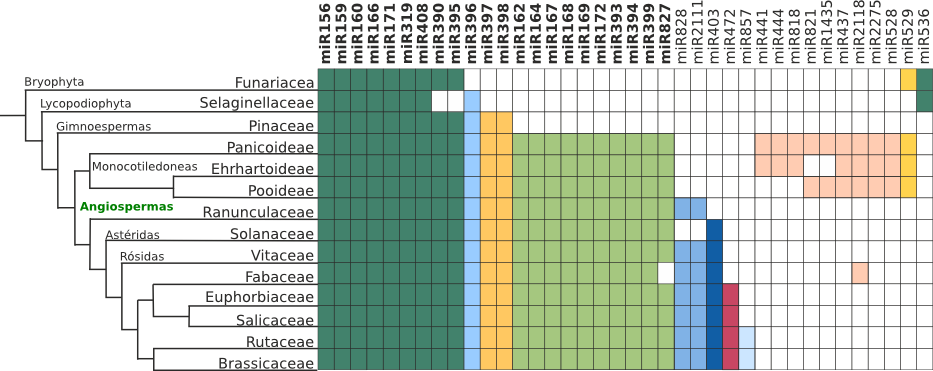 miR156
miR159
miR160
miR166
miR171
miR319
miR408
miR390
miR395
miR396
miR397
miR398
miR162
miR164
miR167
miR168
miR169
miR172
miR393
miR394
miR399
miR827
miR828
miR2111
miR403
miR472
miR857
miR441
miR444
miR818
miR821
miR1435
miR437
miR2118
miR2275
miR528
miR529
miR536
Bryophyta Funariacea
Lycopodiophyta Selaginellaceae
Gimnoespermas Pinaceae
Panicoideae
Monocotiledoneas Ehrhartoideae
Pooideae
Angiospermas Ranunculaceae
Astéridas Solanaceae
Rósidas Vitaceae
Fabaceae
Euphorbiaceae
Salicaceae
Rutaceae
Brassicaceae